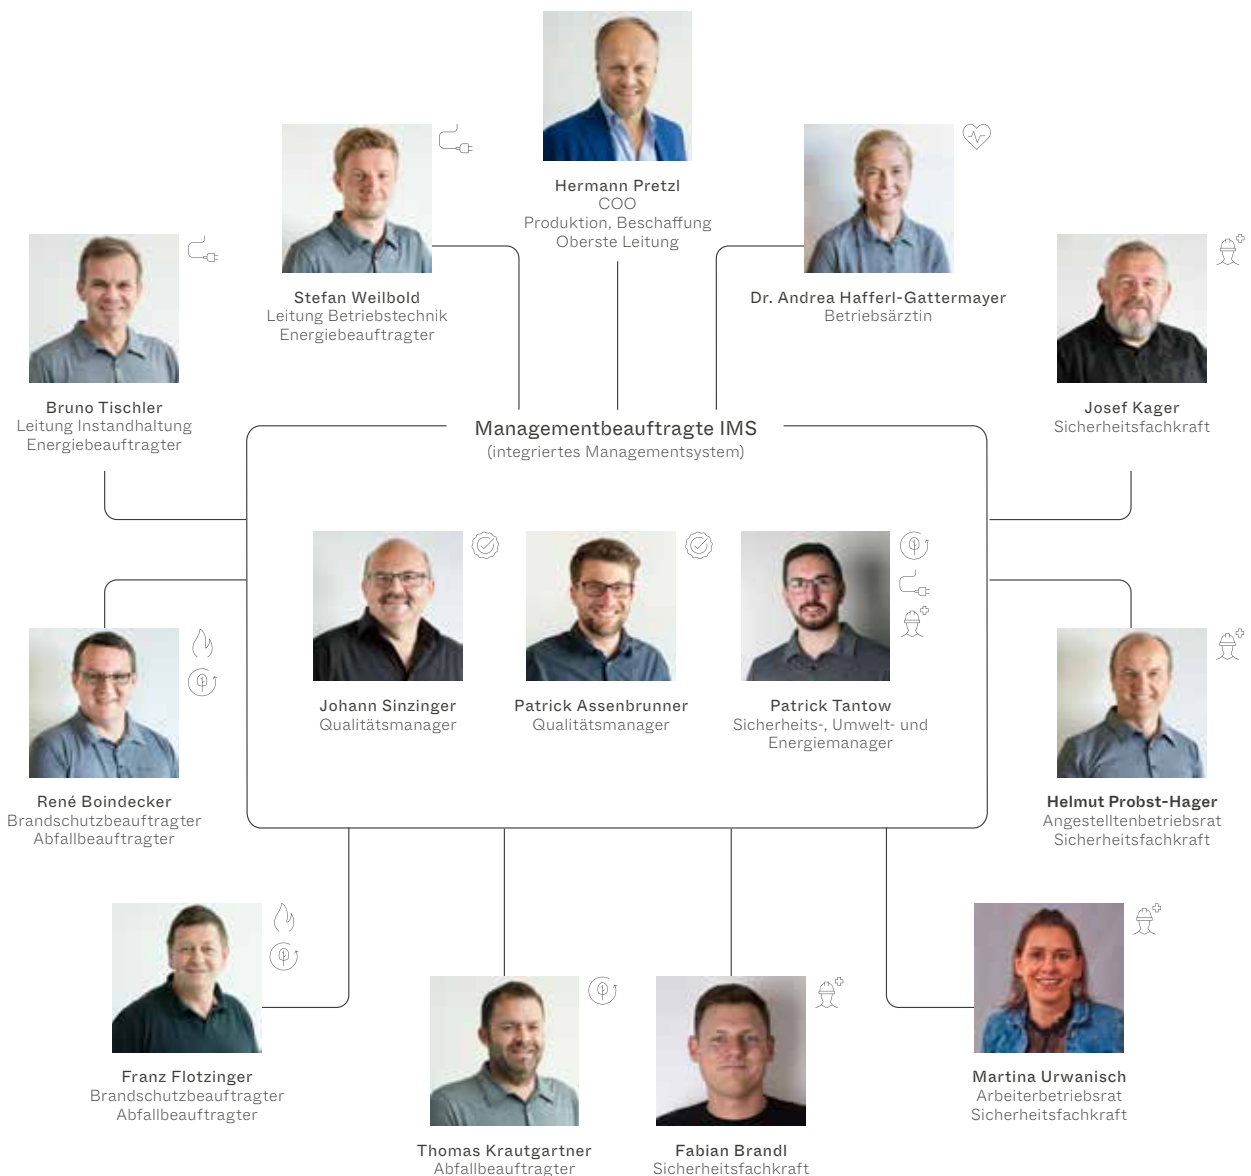 Hermann Pretzl
COO
Produktion, Beschaffung
Oberste Leitung
Stefan Weilbold
Leitung Betriebstechnik
Energiebeauftragter
Dr. Andrea Hafferl-Gattermayer
Betriebsärztin
Bruno Tischler
Leitung Instandhaltung
Energiebeauftragter
Josef Kager
Sicherheitsfachkraft
Managementbeauftragte IMS
(integriertes Managementsystem)
Johann Sinzinger
Qualitätsmanager
Patrick Assenbrunner
Qualitätsmanager
Patrick Tantow
Sicherheits-, Umwelt- und
Energiemanager
René Boindecker
Brandschutzbeauftragter
Abfallbeauftragter
Helmut Probst-Hager
Angestelltenbetriebsrat
Sicherheitsfachkraft
Franz Flotzinger
Brandschutzbeauftragter
Abfallbeauftragter
Thomas Krautgartner
Abfallbeauftragter
Fabian Brandl
Sicherheitsfachkraft
Martina Urwanisch
Arbeiterbetriebsrat
Sicherheitsfachkraft